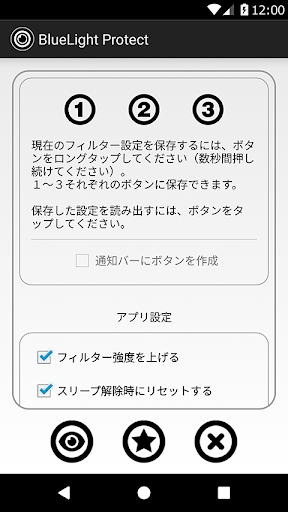 12:00
BlueLight Protect
1 2 3
現在のフィルター設定を保存するには、ボタ
ンをロングタップしてください（数秒間押し
続けてください）。
１～３それぞれのボタンに保存できます。
保存した設定を読み出すには、ボタンをタ
ップしてください。
通知バーにボタンを作成
アプリ設定
フィルター強度を上げる
スリープ解除時にリセットする